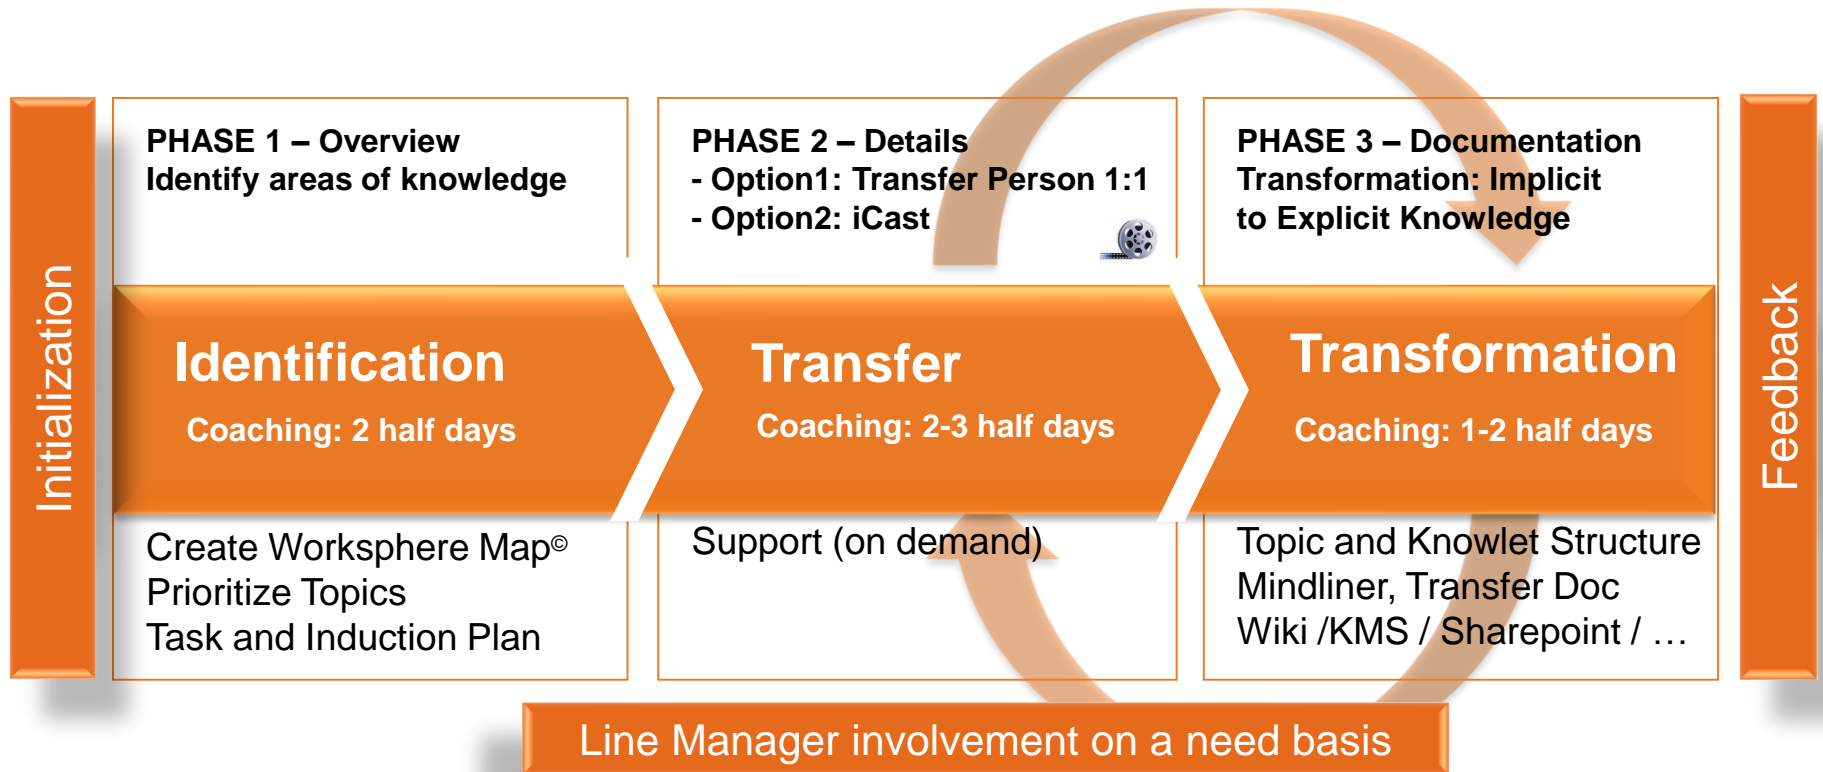 Initialization
PHASE 1 – Overview
Identify areas of knowledge
Identification
Coaching: 2 half days
Create Worksphere Map©
Prioritize Topics
Task and Induction Plan
PHASE 2 – Details
- Option1: Transfer Person 1:1
- Option2: iCast
Transfer
Coaching: 2-3 half days
Support (on demand)
PHASE 3 – Documentation
Transformation: Implicit
to Explicit Knowledge
Transformation
Coaching: 1-2 half days
Topic and Knowlet Structure
Mindliner, Transfer Doc
Wiki /KMS / Sharepoint / …
Feedback
Line Manager involvement on a need basis